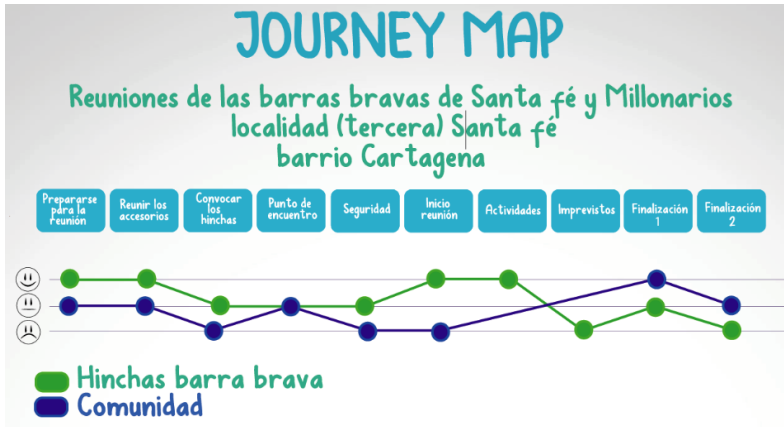 JOURNEY MAP
Reuniones de las barras bravas de Santa fé y Millonarios
localidad (tercera) Santa fé
barrio Cartagena
Prepararse
para la
reunión
Reunir los
accesorios
Convocar
los
hinchas
Punto de
encuentro
Seguridad
Inicio
reunión
Actividades
Imprevistos
Finalización
1
Finalización
2
Hinchas barra brava
Comunidad